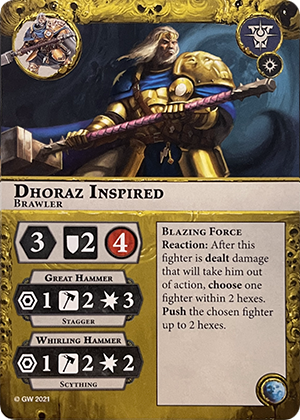 DHORAZ INSPIRED
BRAWLER
3 2 4
GREAT HAMMER
1 2 3
STAGGER
WHIRLING HAMMER
1 2 2
SCYTHING
BLAZING FORCE
Reaction: After this
fighter is dealt damage
that will take him out
of action, choose one
fighter within 2 hexes.
Push the chosen fighter
up to 2 hexes.
© GW 2021